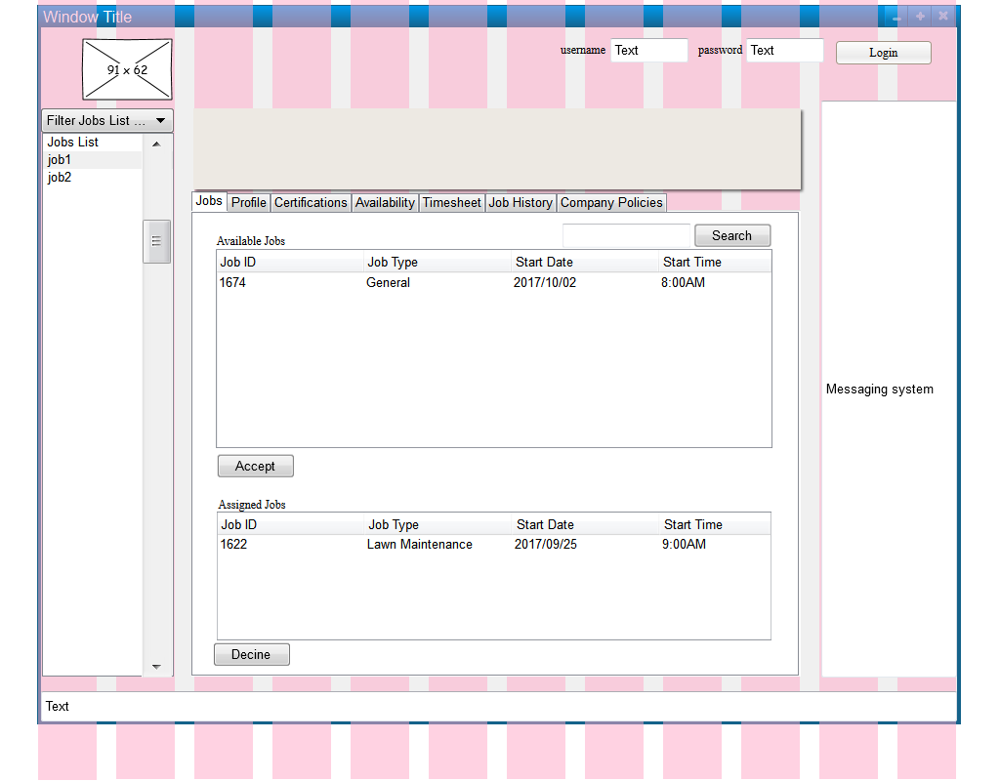 Window Title
91 x 62
username Text password Text Login
Filter Jobs List ...
Jobs List
job1
job2
Jobs Profile Certifications Availability Timesheet Job History Company Policies
Available Jobs
Search
Job ID Job Type Start Date Start Time
1674 General 2017/10/02 8:00AM
Accept
Assigned Jobs
Job ID Job Type Start Date Start Time
1622 Lawn Maintenance 2017/09/25 9:00AM
Decine
Messaging system
Text